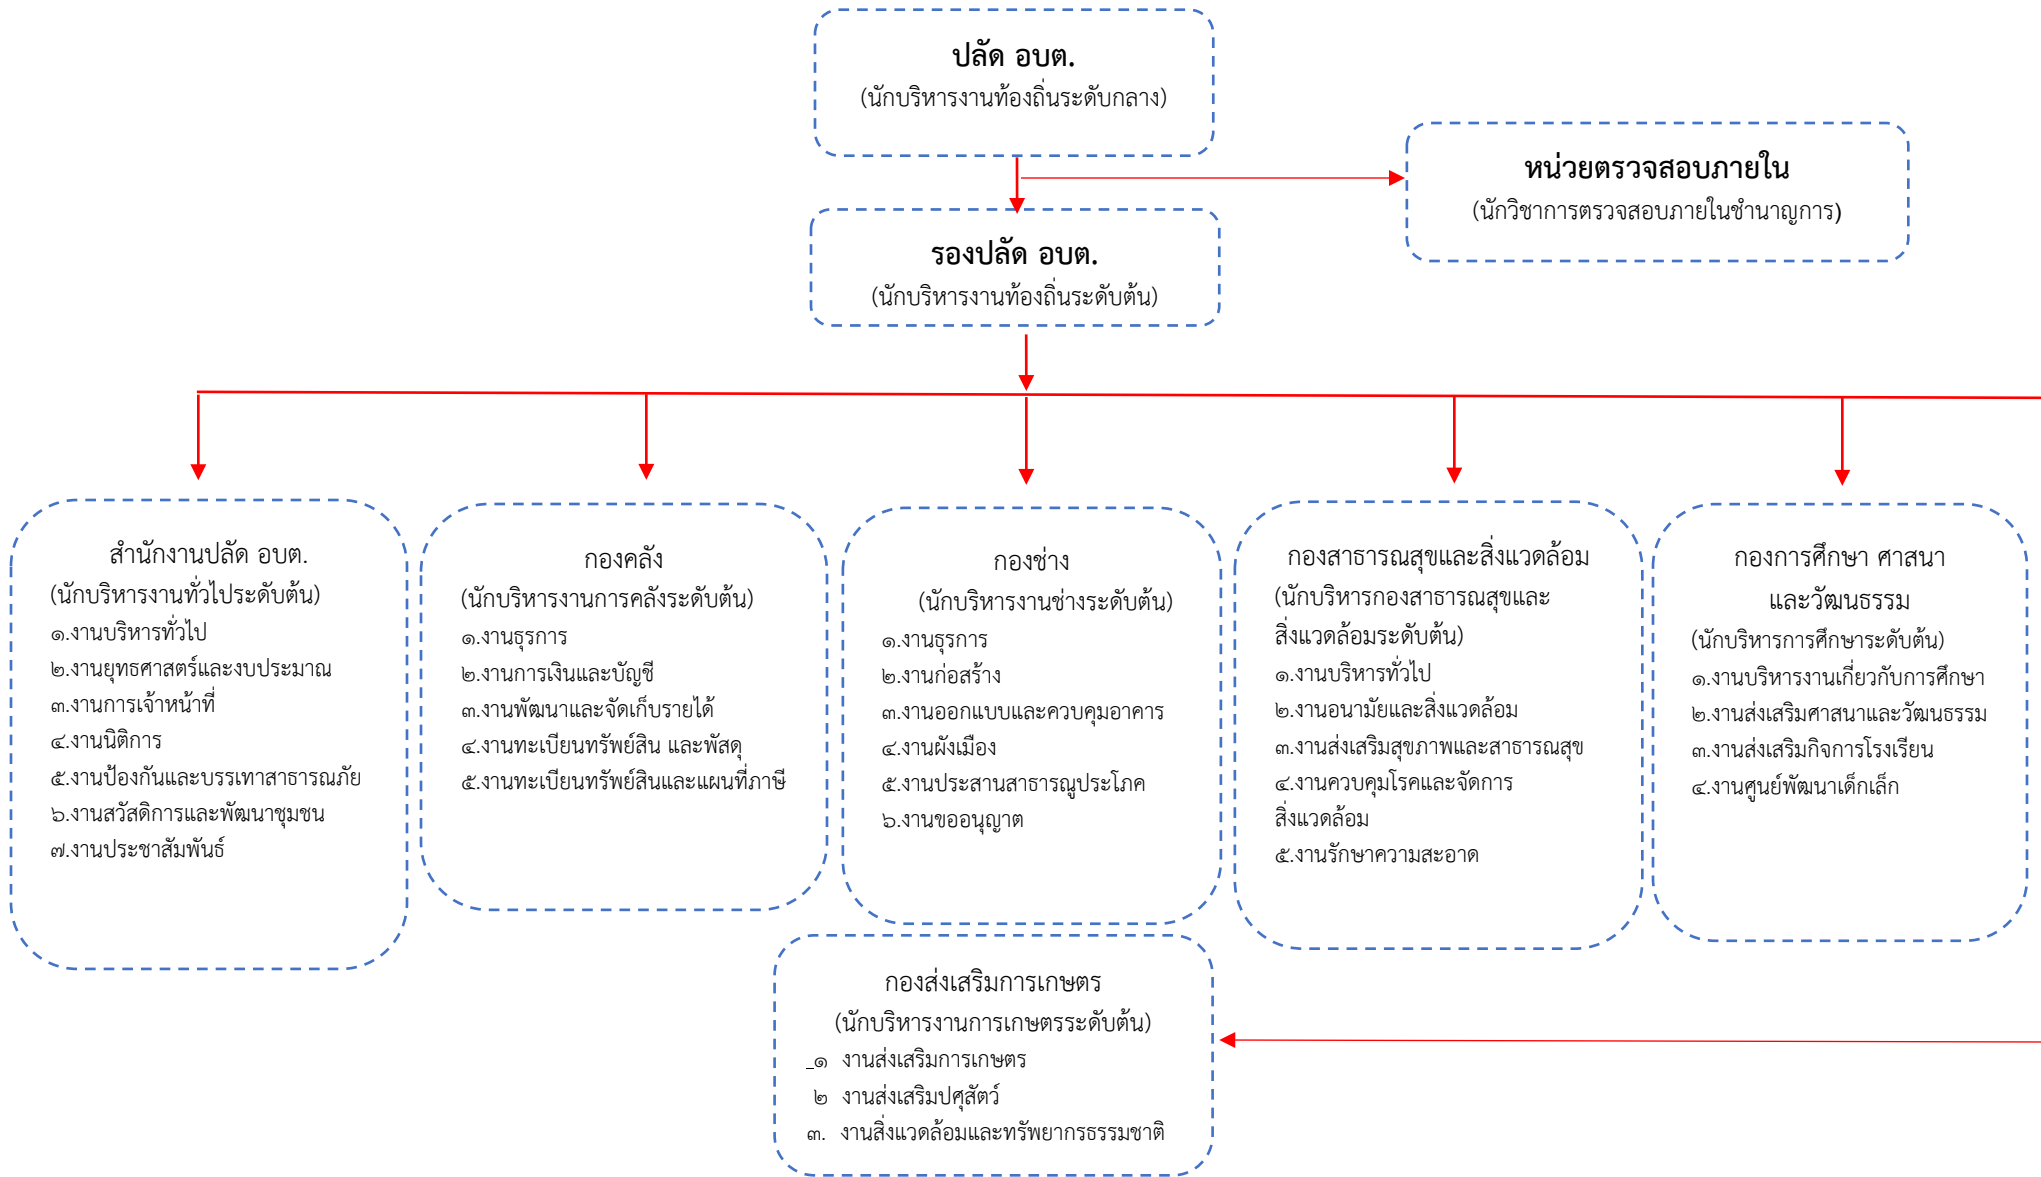 ปลัด อบต.
(นักบริหารงานท้องถิ่นระดับกลาง)
หน่วยตรวจสอบภายใน
(นักวิชาการตรวจสอบภายในชำนาญการ)
รองปลัด อบต.
(นักบริหารงานท้องถิ่นระดับต้น)
สำนักงานปลัด อบต.
(นักบริหารงานทั่วไประดับต้น)
๑.งานบริหารทั่วไป
๒.งานยุทธศาสตร์และงบประมาณ
๓.งานการเจ้าหน้าที่
๔.งานนิติการ
๕.งานป้องกันและบรรเทาสาธารณภัย
๖.งานสวัสดิการและพัฒนาชุมชน
๗.งานประชาสัมพันธ์
กองคลัง
(นักบริหารงานการคลังระดับต้น)
๑.งานธุรการ
๒.งานการเงินและบัญชี
๓.งานพัฒนาและจัดเก็บรายได้
๔.งานทะเบียนทรัพย์สิน และพัสดุ
๕.งานทะเบียนทรัพย์สินและแผนที่ภาษี
กองช่าง
(นักบริหารงานช่างระดับต้น)
๑.งานธุรการ
๒.งานก่อสร้าง
๓.งานออกแบบและควบคุมอาคาร
๔.งานผังเมือง
๕.งานประสานสาธารณูประโภค
๖.งานขออนุญาต
กองสาธารณสุขและสิ่งแวดล้อม
(นักบริหารกองสาธารณสุขและ
สิ่งแวดล้อมระดับต้น)
๑.งานบริหารทั่วไป
๒.งานอนามัยและสิ่งแวดล้อม
๓.งานส่งเสริมสุขภาพและสาธารณสุข
๔.งานควบคุมโรคและจัดการ
สิ่งแวดล้อม
๕.งานรักษาความสะอาด
กองการศึกษา ศาสนา
และวัฒนธรรม
(นักบริหารการศึกษาระดับต้น)
๑.งานบริหารงานเกี่ยวกับการศึกษา
๒.งานส่งเสริมศาสนาและวัฒนธรรม
๓.งานส่งเสริมกิจการโรงเรียน
๔.งานศูนย์พัฒนาเด็กเล็ก
กองส่งเสริมการเกษตร
(นักบริหารงานการเกษตรระดับต้น)
_๑ งานส่งเสริมการเกษตร
๒ งานส่งเสริมปศุสัตว์
๓. งานสิ่งแวดล้อมและทรัพยากรธรรมชาติ